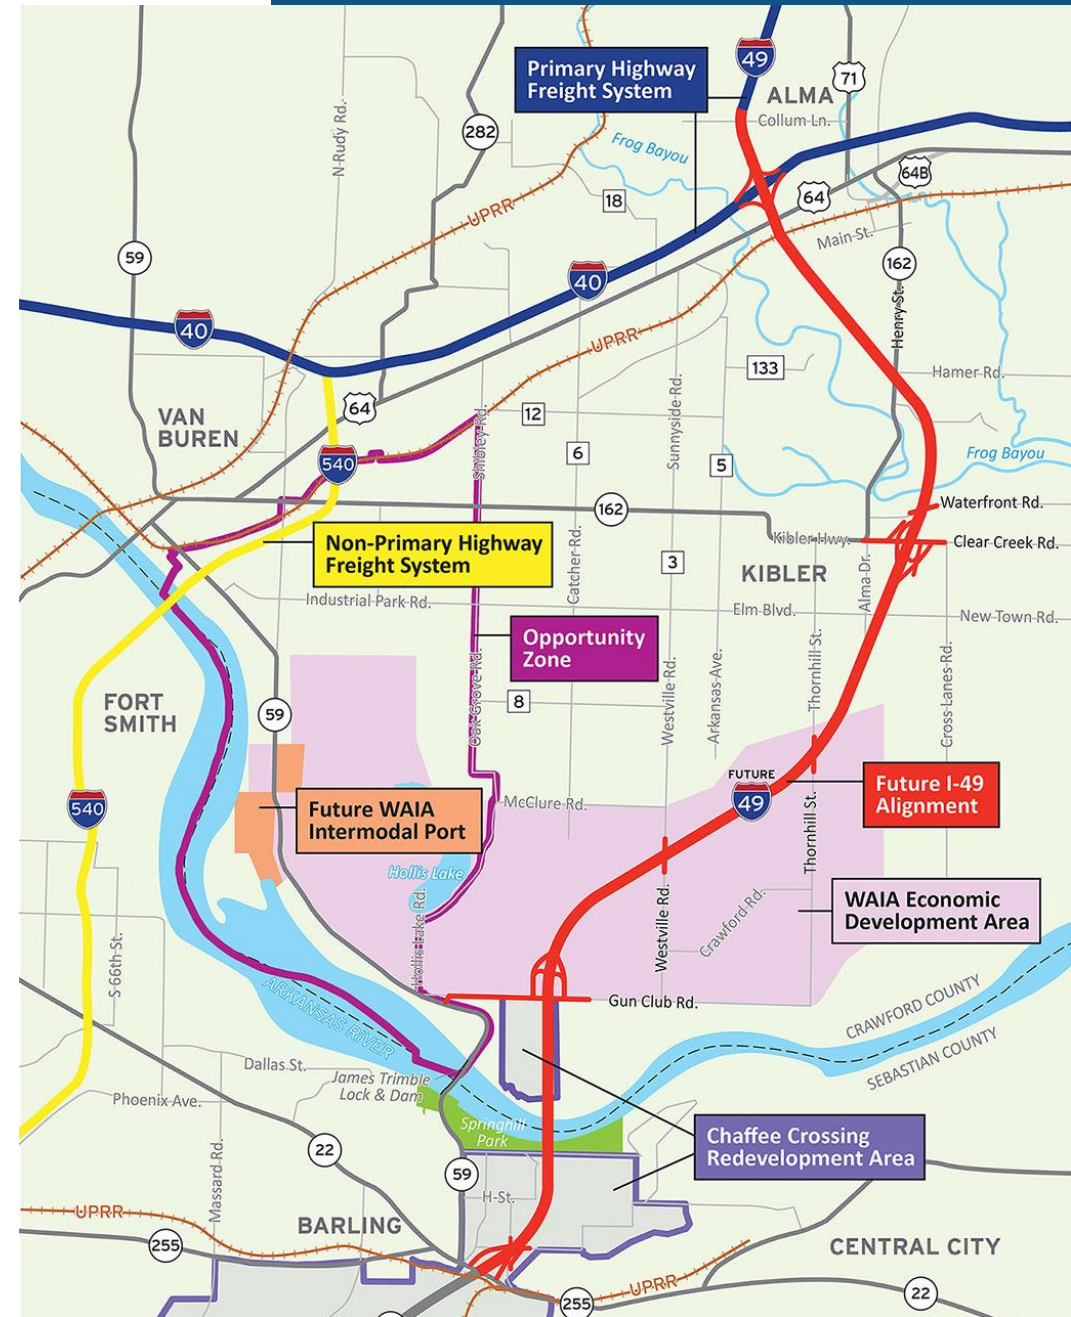 Primary Highway
Freight System
49
71
ALMA
Collum Ln.
N-Rudy Rd.
282
Frog Bayou
64B
18
64
UPRR
Main St.
59
162
40
40
Henry St.
UPRR
133
Hamer Rd.
64
VAN
BUREN
12
Shibley Rd.
Sunnyside Rd.
6
5
540
Frog Bayou
Waterfront Rd.
162
Non-Primary Highway
Freight System
Kibler Hwy.
Clear Creek Rd.
3
KIBLER
Catcher Rd.
Alma Dr.
Industrial Park Rd.
Elm Blvd.
New Town Rd.
Opportunity
Zone
Thornhill St.
Oak Grove Rd.
Westville Rd.
Arkansas Ave.
Cross Lanes Rd.
8
FORT
SMITH
59
FUTURE
49
Future I-49
Alignment
540
Future WAIA
Intermodal Port
McClure Rd.
Thornhill St.
Hollis Lake
Hollis Lake Rd.
Westville Rd.
Crawford Rd.
WAIA Economic
Development Area
S 66th St.
ARKANSAS RIVER
Gun Club Rd.
CRAWFORD COUNTY
SEBASTIAN COUNTY
Dallas St.
James Trimble
Lock & Dam
Phoenix Ave.
Springhill
Park
Chaffee Crossing
Redevelopment Area
22
Massard Rd.
59
H-St.
UPRR
BARLING
255
CENTRAL CITY
UPRR
255
22